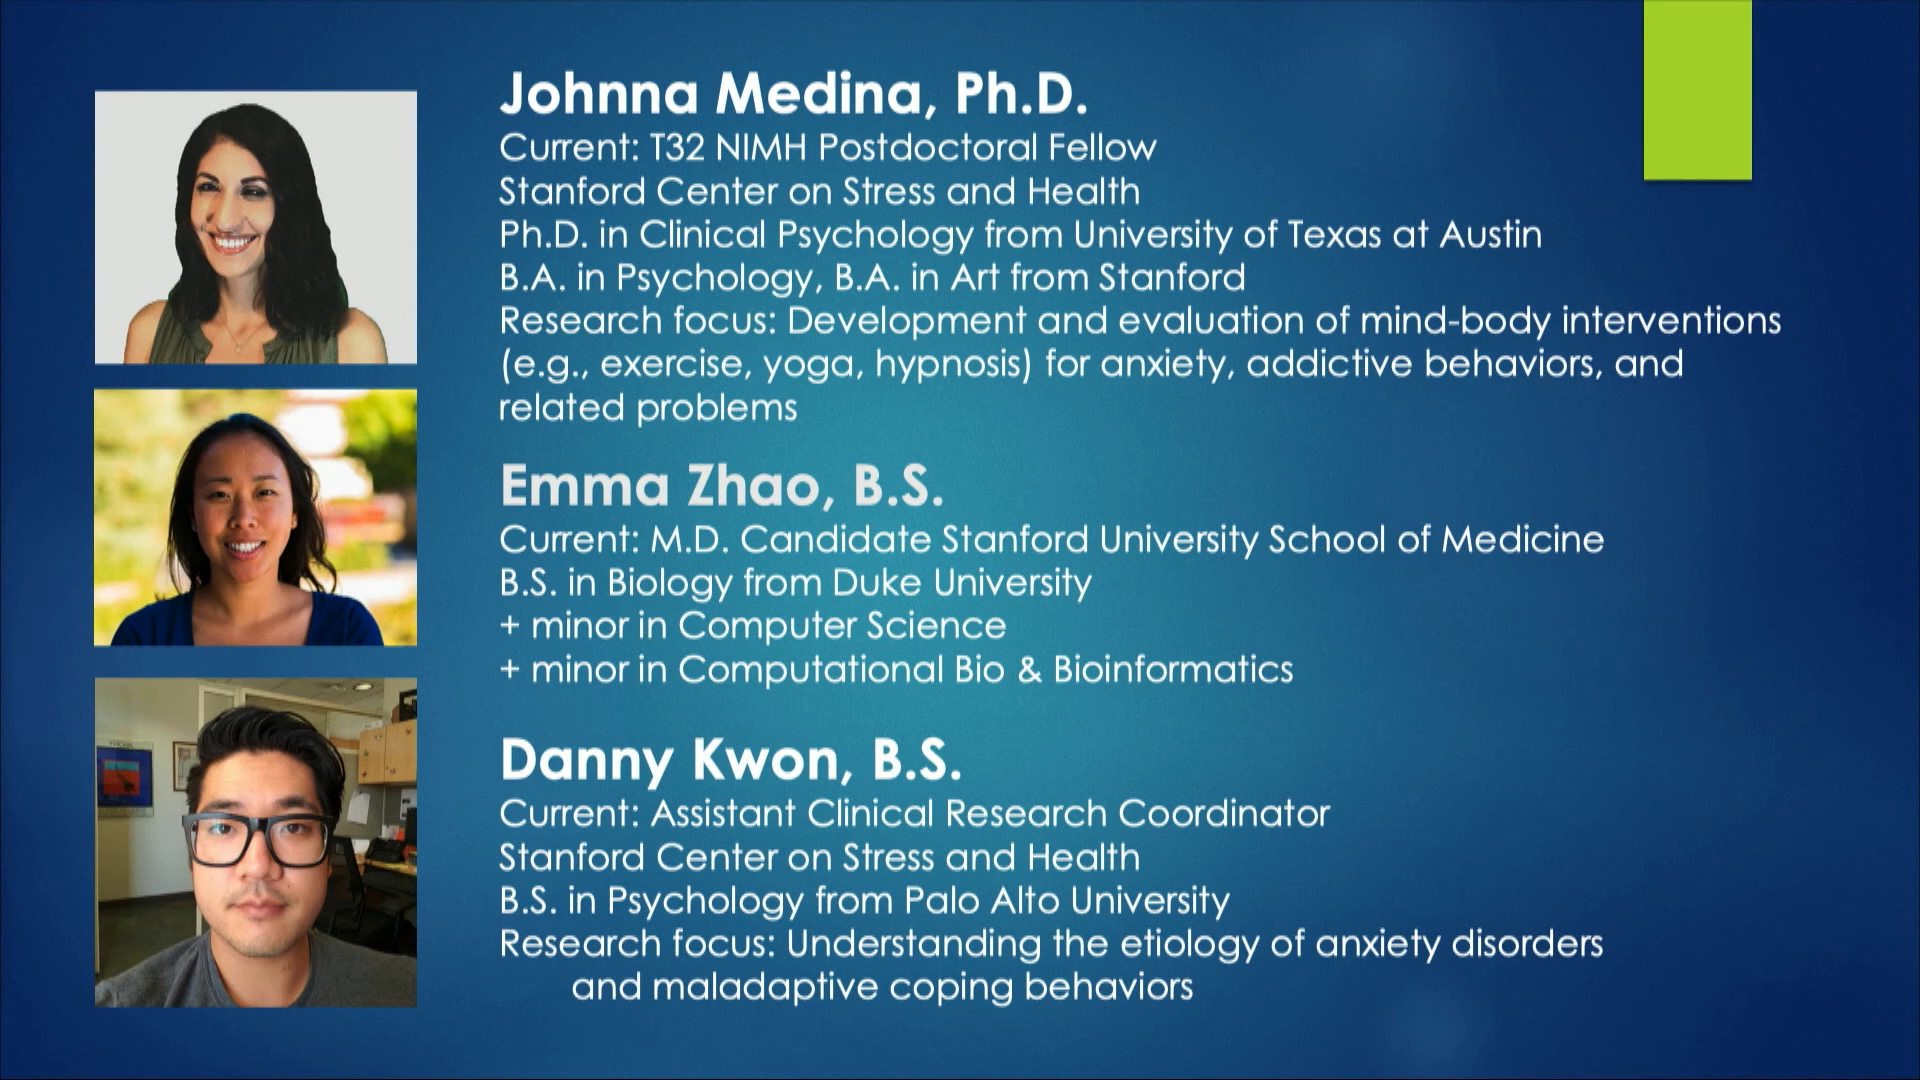 Johnna Medina, Ph.D.
Current: T32 NIMH Postdoctoral Fellow
Stanford Center on Stress and Health
Ph.D. in Clinical Psychology from University of Texas at Austin
B.A. in Psychology, B.A. in Art from Stanford
Research focus: Development and evaluation of mind-body interventions
(e.g., exercise, yoga, hypnosis) for anxiety, addictive behaviors, and
related problems
Emma Zhao, B.S.
Current: M.D. Candidate Stanford University School of Medicine
B.S. in Biology from Duke University
+ minor in Computer Science
+ minor in Computational Bio & Bioinformatics
Danny Kwon, B.S.
Current: Assistant Clinical Research Coordinator
Stanford Center on Stress and Health
B.S. in Psychology from Palo Alto University
Research focus: Understanding the etiology of anxiety disorders
and maladaptive coping behaviors